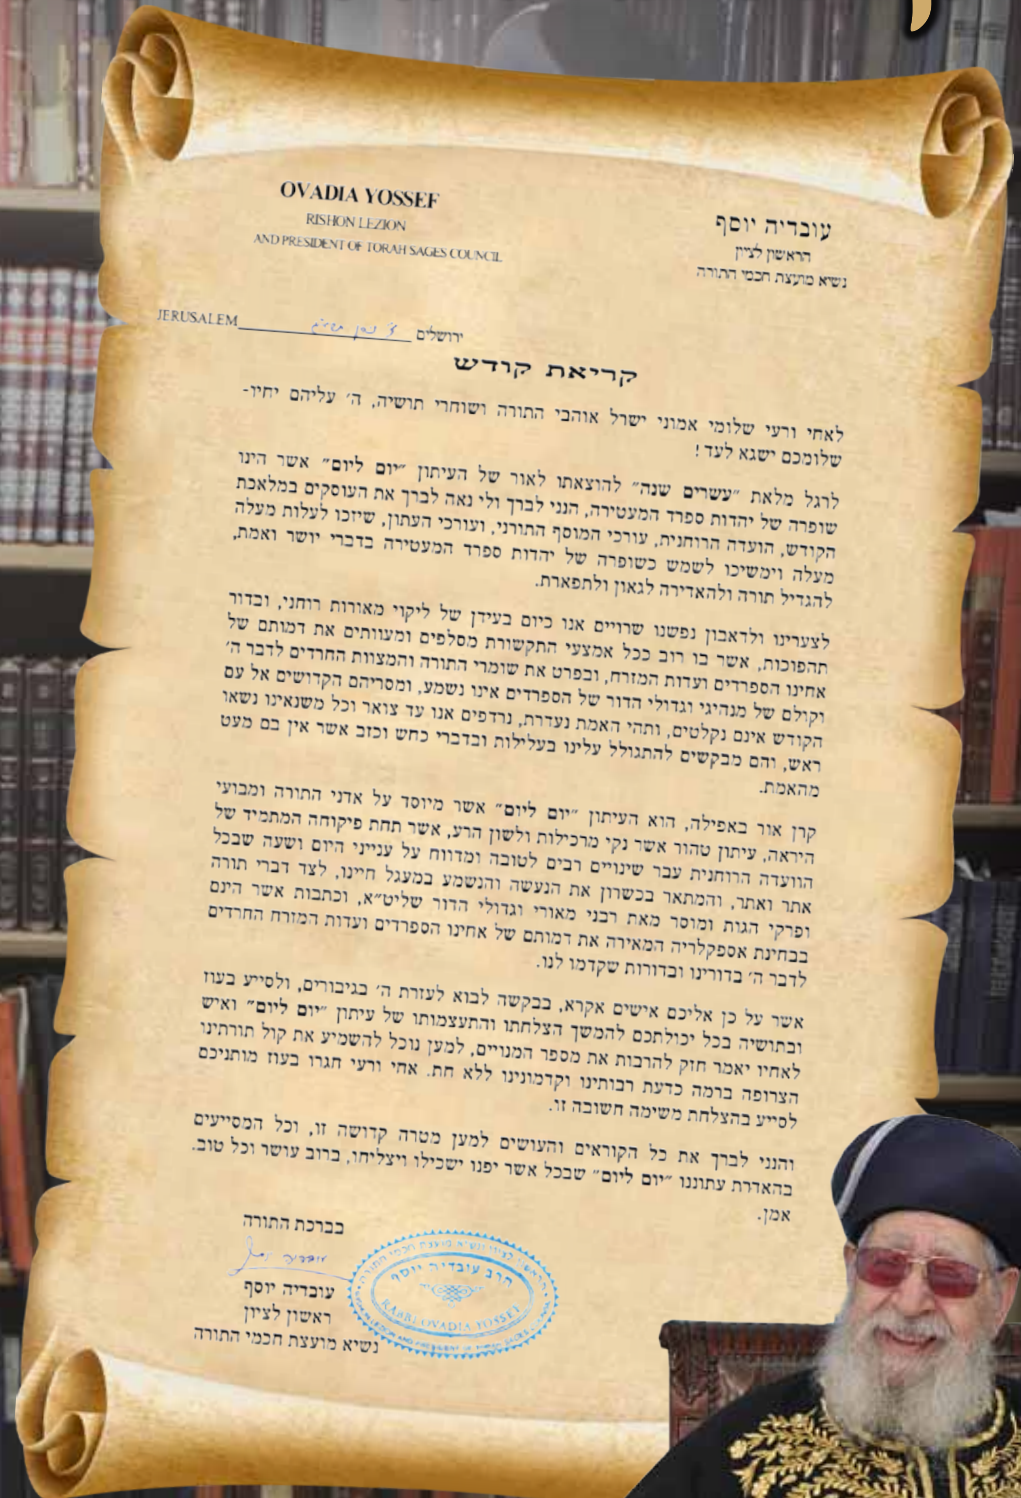 OVADIA YOSSEF
RISHON LEZION
AND PRESIDENT OF TORAH SAGES COUNCIL
עובדיה יוסף
הראשון לציון
נשיא מועצת חכמי התורה
JERUSALEM ירושלים
קריאת קודש
לאחי ורעי שלומי אמוני ישרל אוהבי התורה ושוחרי תושיה, ה׳ עליהם יחיו-
שלומכם ישגא לעד!
לרגל מלאת ״עשרים שנה״ להוצאתו לאור של העיתון ״יום ליום״ אשר הינו
שופרה של יהדות ספרד המעטירה, הנני לברך ולי נאה לברך את העוסקים במלאכת
הקודש, הועדה הרוחנית, עורכי המוסף התורני, ועורכי העתון, שיזכו לעלות מעלה
מעלה וימשיכו לשמש כשופרה של יהדות ספרד המעטירה בדברי יושר ואמת,
להגדיל תורה ולהאדירה לגאון ולתפארת.
לצערינו ולדאבון נפשנו שרויים אנו כיום בעידן של ליקוי מאורות רוחני, ובדור
תהפוכות, אשר בו רוב ככל אמצעי התקשורת מסלפים ומעוותים את דמותם של
אחינו הספרדים ועדות המזרח, ובפרט את שומרי התורה והמצוות החרדים לדבר ה׳
וקולם של מנהיגי וגדולי הדור של הספרדים אינו נשמע, ומסריהם הקדושים אל עם
הקודש אינם נקלטים, ותהי האמת נעדרת, נרדפים אנו עד צואר וכל משנאינו נשאו
ראש, והם מבקשים להתגולל עלינו בעלילות ובדברי כחש וכזב אשר אין בם מעט
מהאמת.
קרן אור באפילה, הוא העיתון ״יום ליום״ אשר מיוסד על אדני התורה ומבועי
היראה, עיתון טהור אשר נקי מרכילות ולשון הרע, אשר תחת פיקוחה המתמיד של
הוועדה הרוחנית עבר שינויים רבים לטובה ומדווח על ענייני היום ושעה שבכל
אתר ואתר, והמתאר בכשרון את הנעשה והנשמע במעגל חיינו, לצד דברי תורה
ופרקי הגות ומוסר מאת רבני מאורי וגדולי הדור שליט״א, וכתבות אשר הינם
בבחינת אספקלריה המאירה את דמותם של אחינו הספרדים ועדות המזרח החרדים
לדבר ה׳ בדורינו ובדורות שקדמו לנו.
אשר על כן אליכם אישים אקרא, בבקשה לבוא לעזרת ה׳ בגיבורים, ולסייע בעוז
ובתושיה בכל יכולתכם להמשך הצלחתו והתעצמותו של עיתון ״יום ליום״ ואיש
לאחיו יאמר חזק להרבות את מספר המנויים, למען נוכל להשמיע את קול תורתינו
הצרופה ברמה כדעת רבותינו וקדמונינו ללא חת. אחי ורעי חגרו בעוז מותניכם
לסייע בהצלחת משימה חשובה זו.
והנני לברך את כל הקוראים והעושים למען מטרה קדושה זו, וכל המסייעים
בהאדרת עתוננו ״יום ליום״ שבכל אשר יפנו ישכילו ויצליחו, ברוב עושר וכל טוב.
אמן.
בברכת התורה
עובדיה יוסף
ראשון לציון
נשיא מועצת חכמי התורה
הרב עובדיה יוסף
RABBI OVADIA YOSSEF